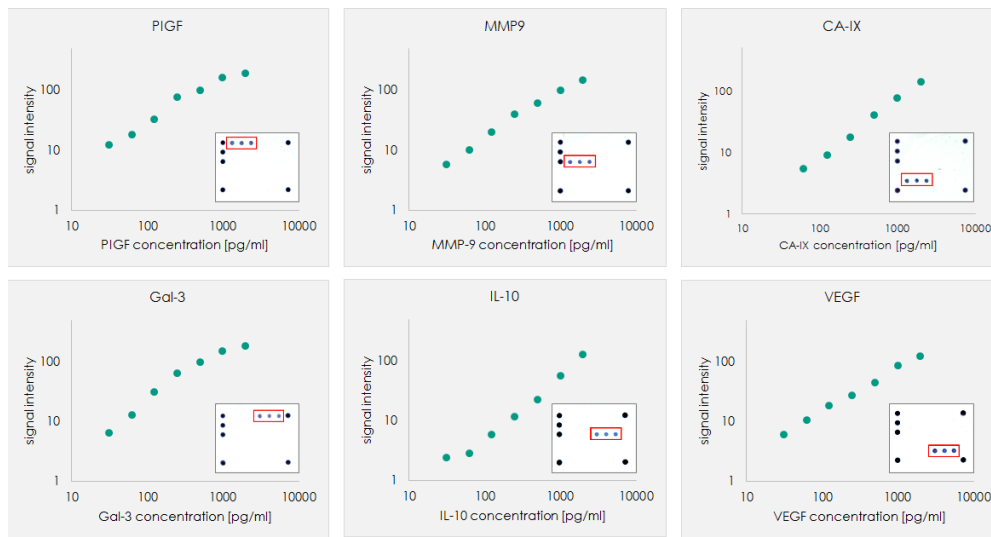 PlGF
signal intensity
100
10
1
10 100 1000 10000
PlGF concentration [pg/ml]
MMP9
signal intensity
100
10
1
10 100 1000 10000
MMP-9 concentration [pg/ml]
CA-IX
signal intensity
100
10
1
10 100 1000 10000
CA-IX concentration [pg/ml]
Gal-3
signal intensity
100
10
1
10 100 1000 10000
Gal-3 concentration [pg/ml]
IL-10
signal intensity
100
10
1
10 100 1000 10000
IL-10 concentration [pg/ml]
VEGF
signal intensity
100
10
1
10 100 1000 10000
VEGF concentration [pg/ml]